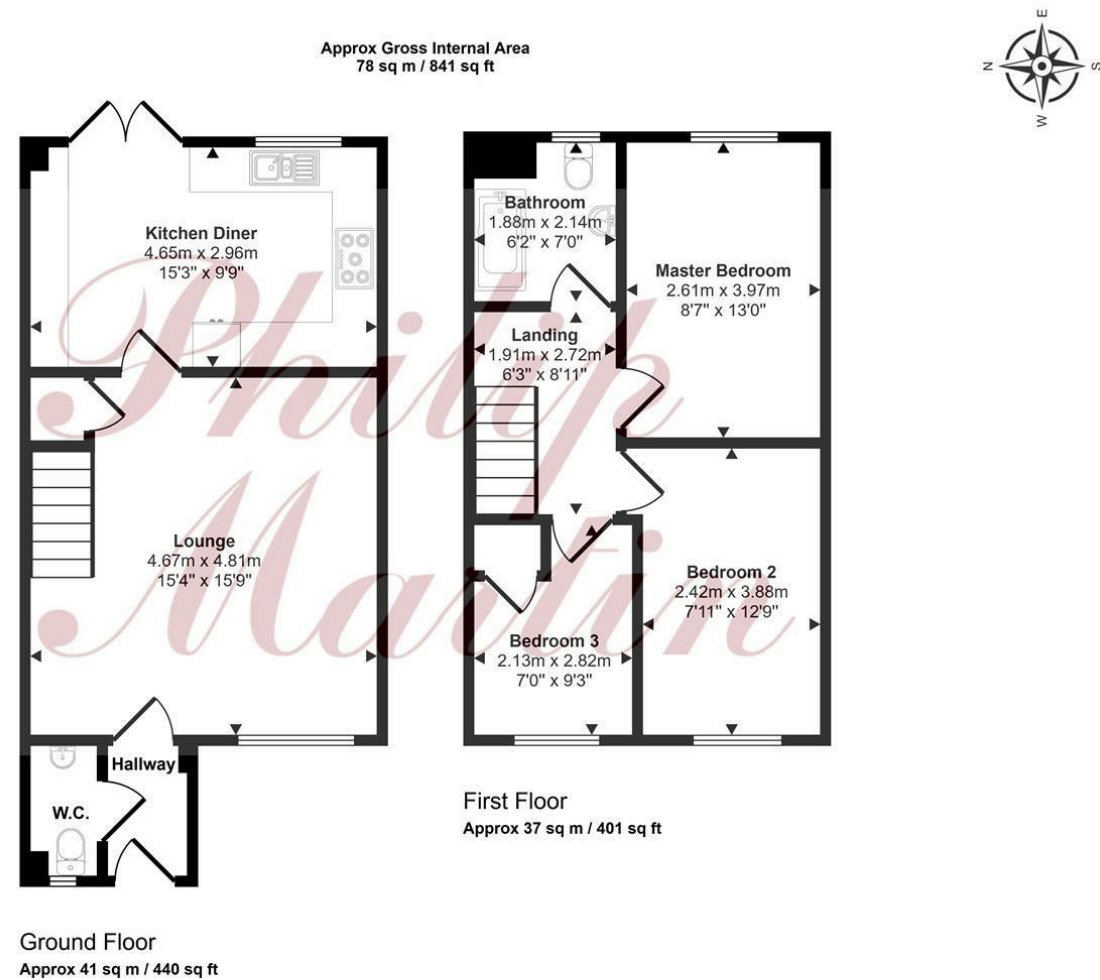 Approx Gross Internal Area
78 sq m / 841 sq ft
E
N
S
W
Kitchen Diner
4.65m x 2.96m
15'3" x 9'9"
Lounge
4.67m x 4.81m
15'4" x 15'9"
Hallway
W.C.
Ground Floor
Approx 41 sq m / 440 sq ft
Bathroom
1.88m x 2.14m
6'2" x 7'0"
Master Bedroom
2.61m x 3.97m
8'7" x 13'0"
Landing
1.91m x 2.72m
6'3" x 8'11"
Bedroom 2
2.42m x 3.88m
7'11" x 12'9"
Bedroom 3
2.13m x 2.82m
7'0" x 9'3"
First Floor
Approx 37 sq m / 401 sq ft
Philip
Martin